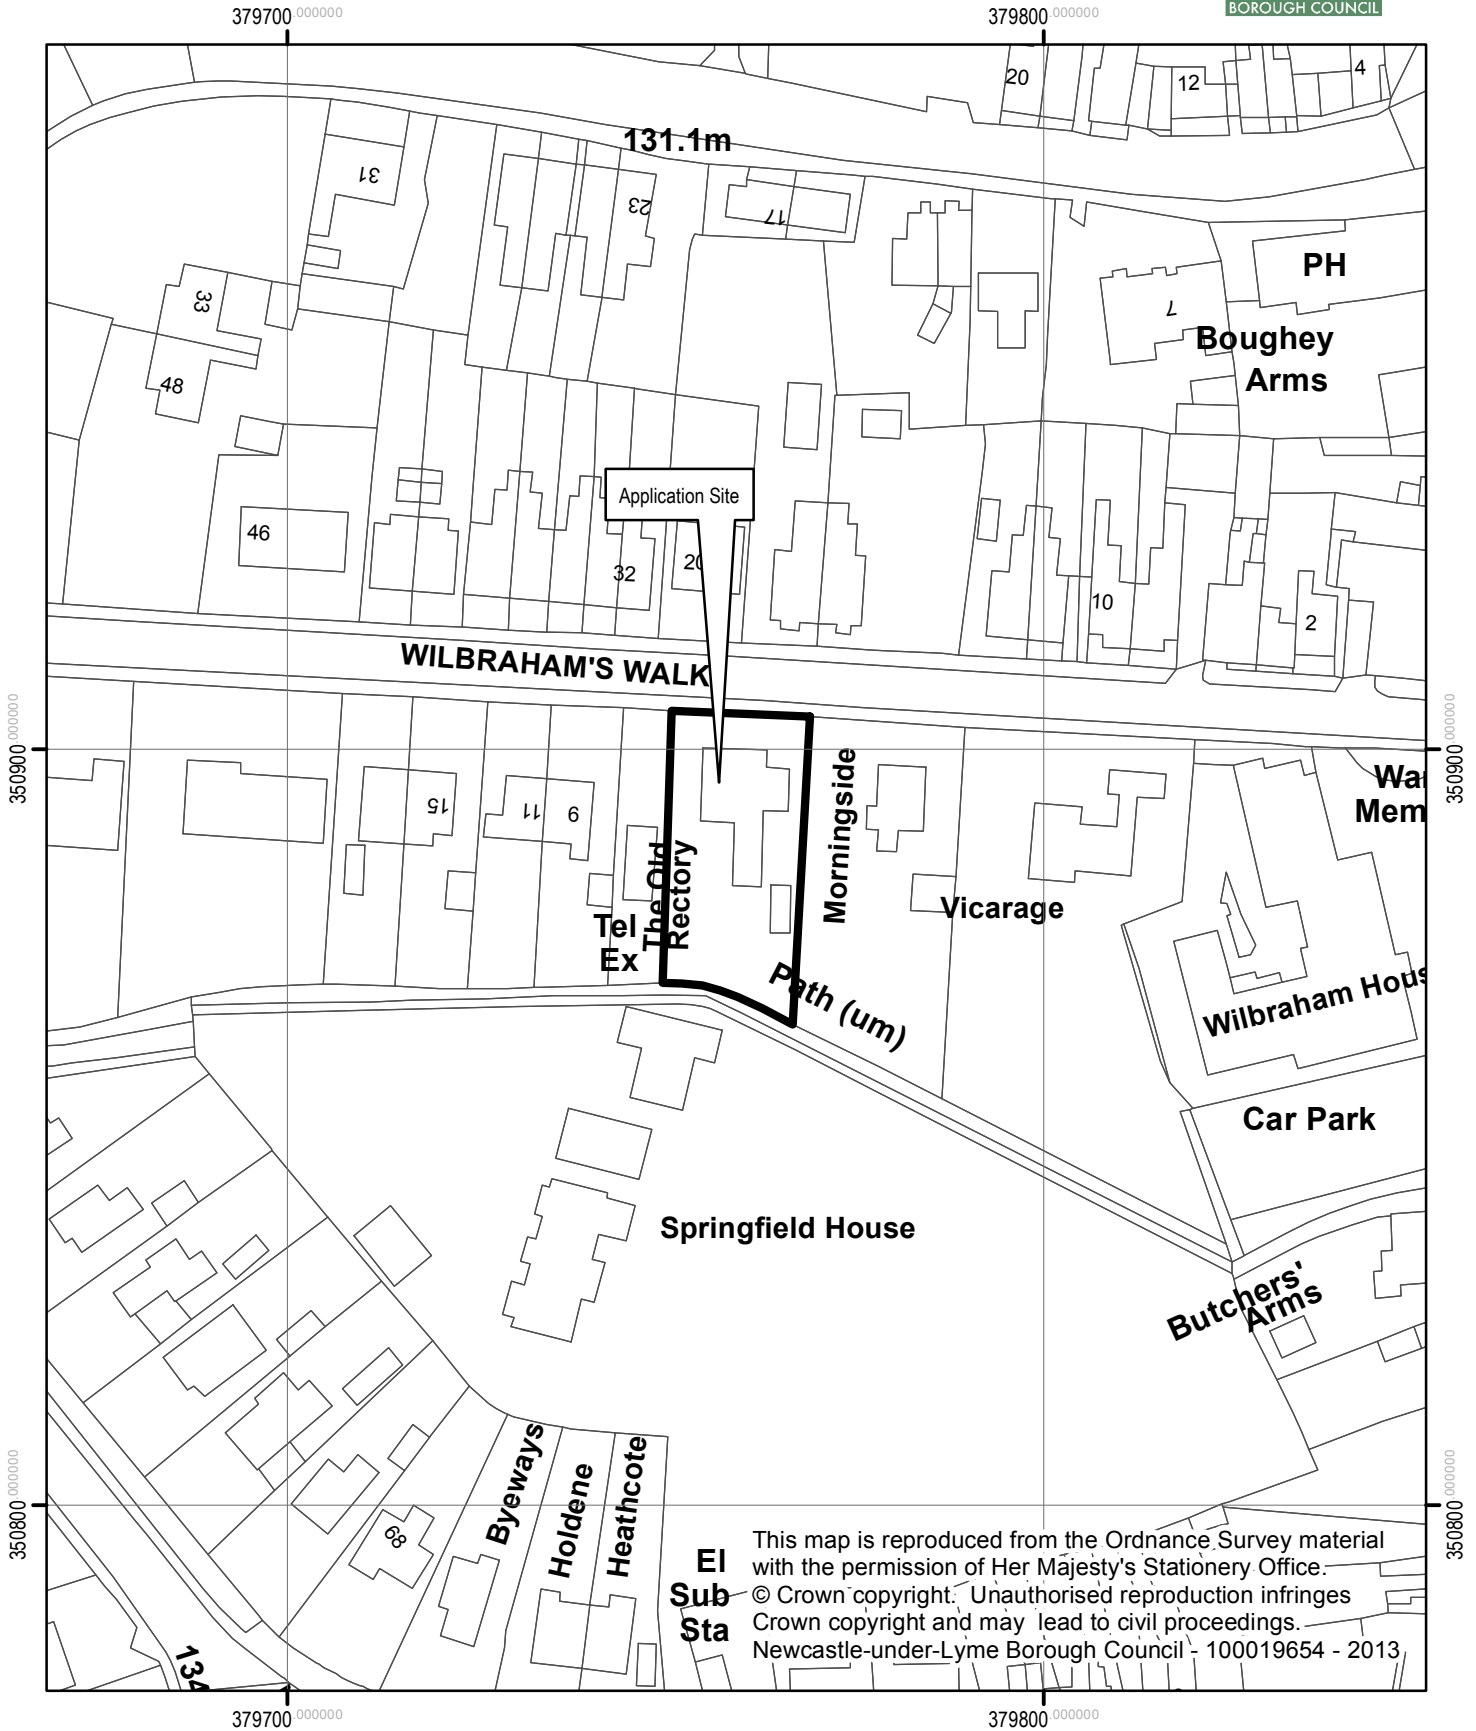 BOROUGH COUNCIL
379700.000000
379800.000000
20
12
4
131.1m
31
23
17
PH
33
7
Boughey
Arms
48
Application Site
46
20
32
10
2
WILBRAHAM'S WALK
350900.000000
350900.000000
15
11
9
The Old
Rectory
Morningside
War
Mem
Tel
Ex
Vicarage
Path (um)
Wilbraham Hous
Car Park
Springfield House
Butchers'
Arms
Byeways
Holdene
Heathcote
350800.000000
350800.000000
68
El
Sub
Sta
134
This map is reproduced from the Ordnance Survey material
with the permission of Her Majesty's Stationery Office.
© Crown copyright. Unauthorised reproduction infringes
Crown copyright and may lead to civil proceedings.
Newcastle-under-Lyme Borough Council - 100019654 - 2013
379700.000000
379800.000000